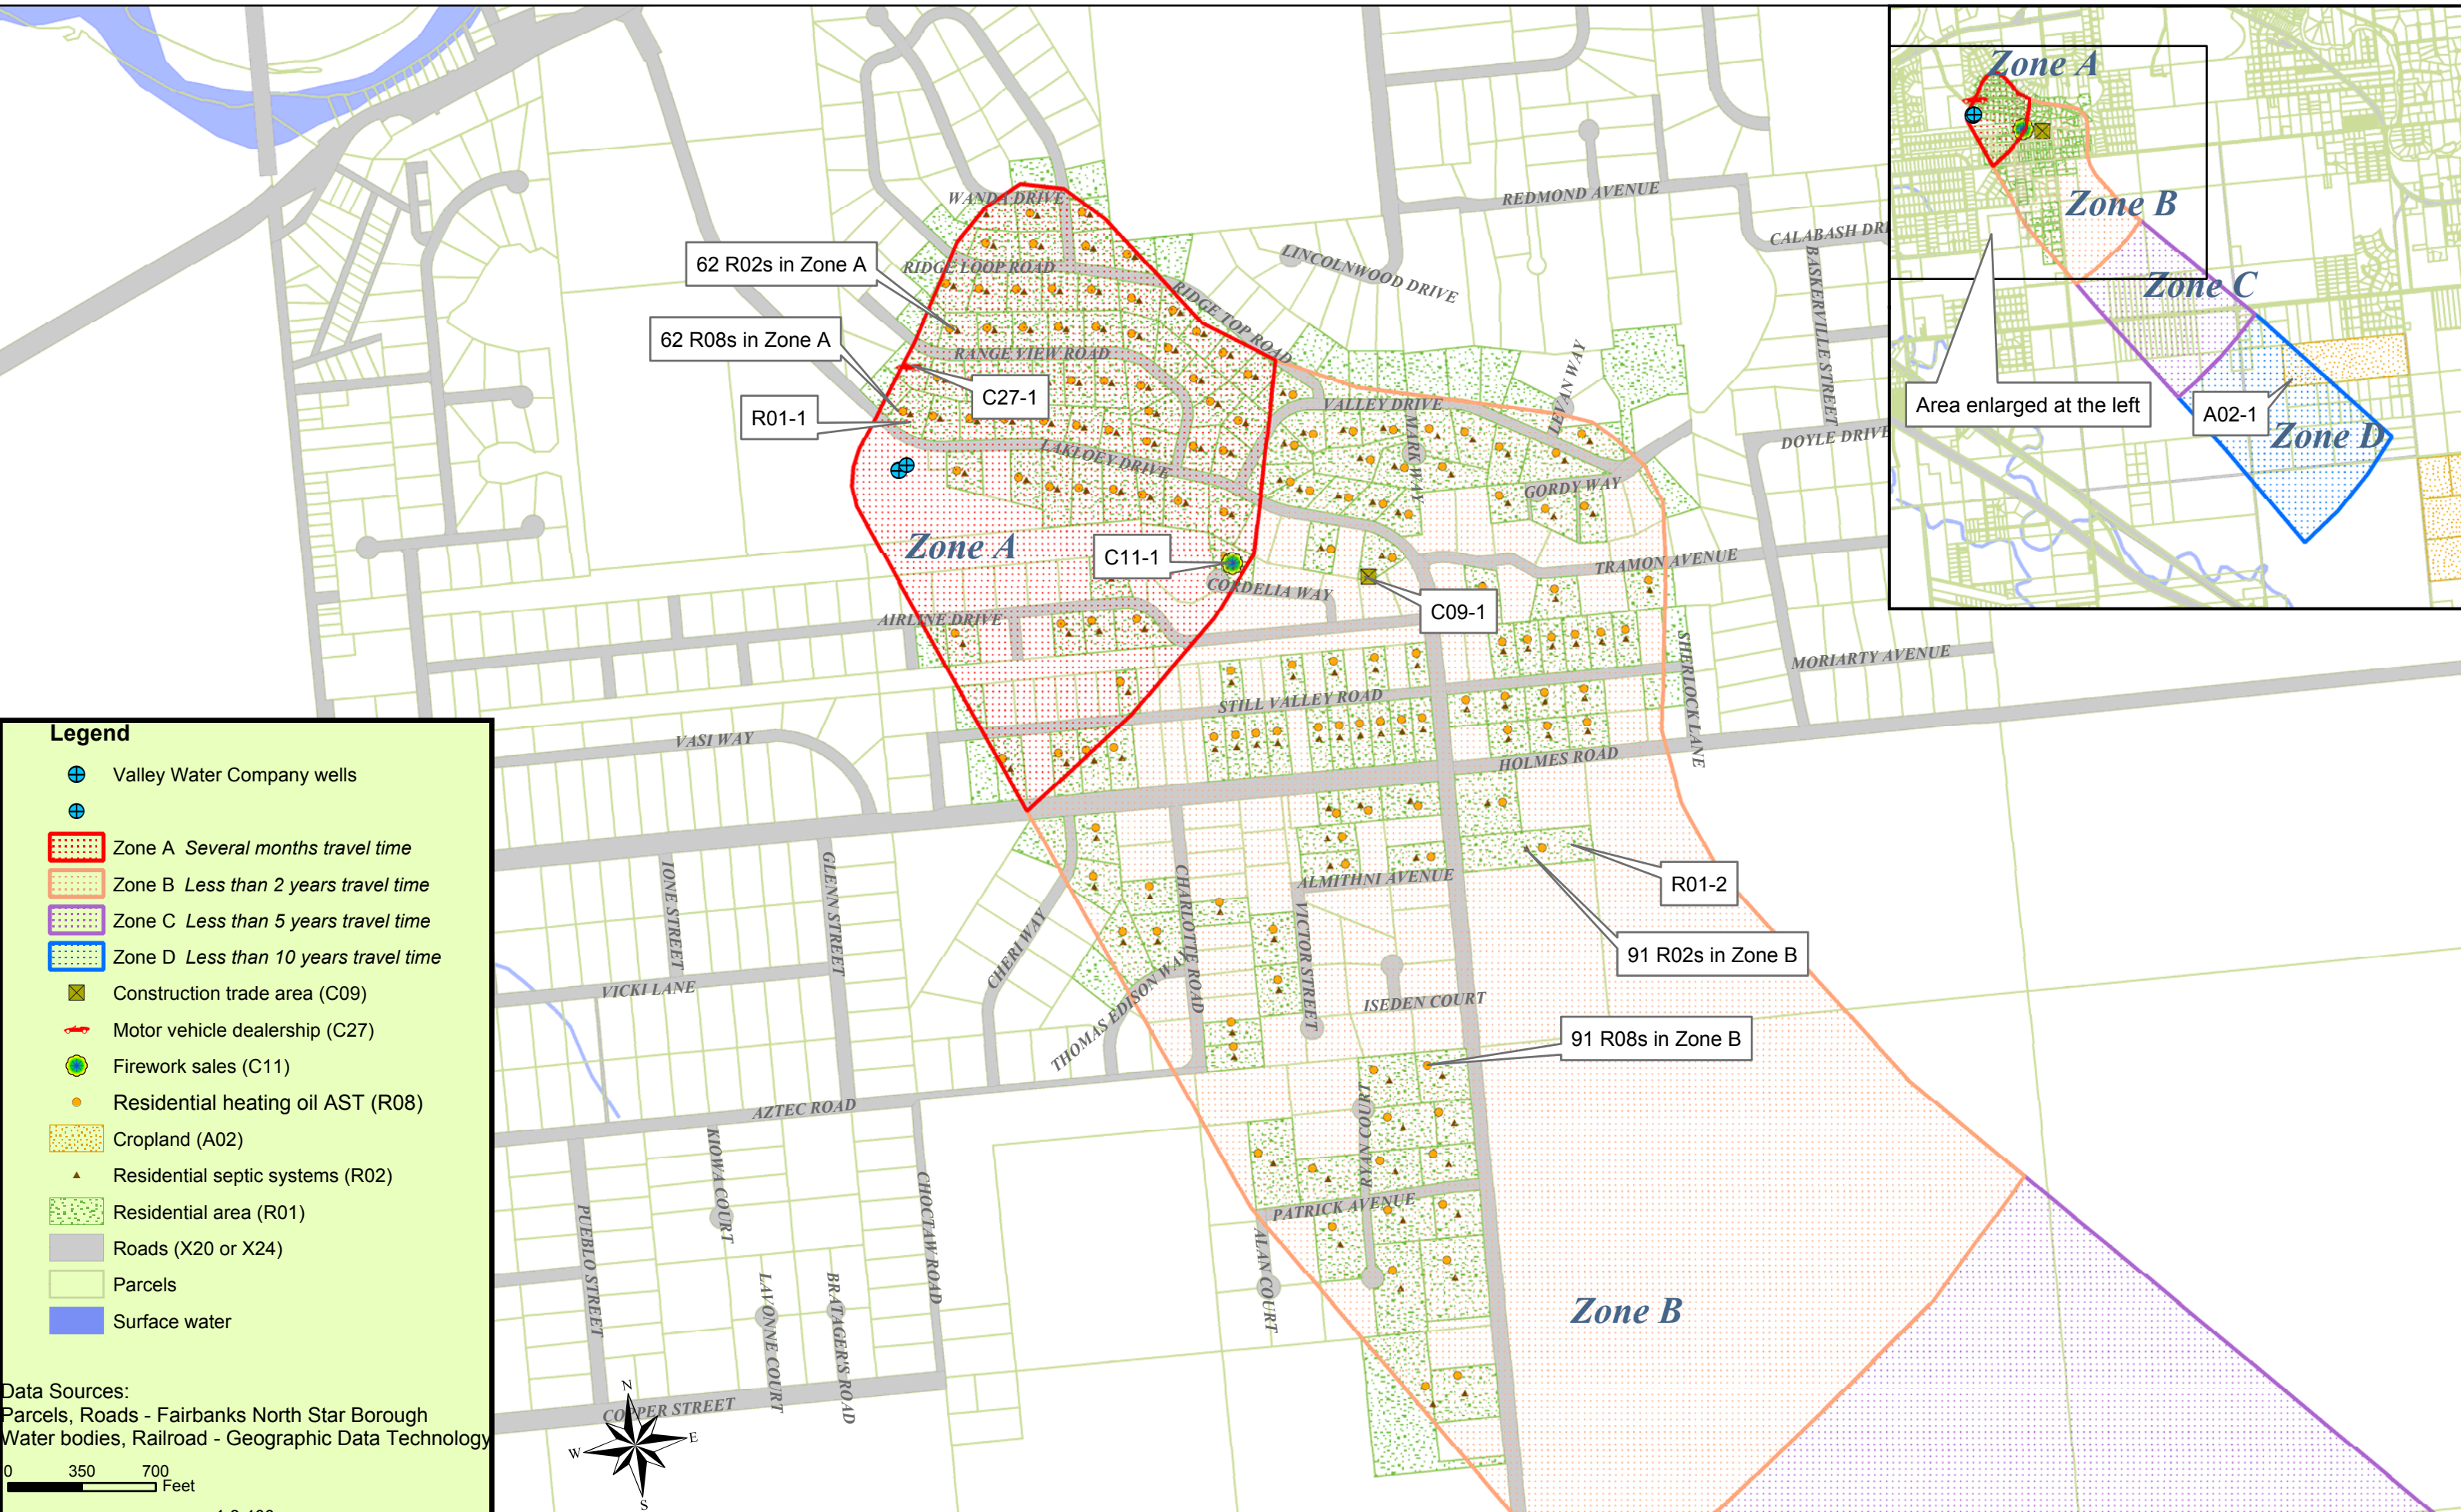 WANDA DRIVE
RIDGE LOOP ROAD
62 R02s in Zone A
62 R08s in Zone A
R01-1
RANGE VIEW ROAD
C27-1
RIDGE TOP ROAD
LINCOLNWOOD DRIVE
REDMOND AVENUE
CALABASH DRI
BASKERVILLE STREET
DOYLE DRIVE
VALLEY DRIVE
LEVAN WAY
MARK WAY
GORDY WAY
LAKLOEY DRIVE
Zone A
C11-1
CORDELIA WAY
C09-1
TRAMON AVENUE
AIRLINE DRIVE
STILL VALLEY ROAD
SHERLOCK LANE
MORIARTY AVENUE
HOLMES ROAD
VASI WAY
R01-2
91 R02s in Zone B
91 R08s in Zone B
ALMITHNI AVENUE
VICTOR STREET
CHARLOTTE ROAD
ISEDEN COURT
CHERI WAY
THOMAS EDISON WAY
IONE STREET
GLENN STREET
VICKI LANE
AZTEC ROAD
KIOWA COURT
PUEBLO STREET
CHOCTAW ROAD
LAVONNE COURT
BRATAGER'S ROAD
COPPER STREET
RYAN COURT
PATRICK AVENUE
ALAN COURT
Zone B
N
W
E
S
Zone A
Zone B
Zone C
Area enlarged at the left
A02-1
Zone D
Legend
Valley Water Company wells
Zone A Several months travel time
Zone B Less than 2 years travel time
Zone C Less than 5 years travel time
Zone D Less than 10 years travel time
Construction trade area (C09)
Motor vehicle dealership (C27)
Firework sales (C11)
Residential heating oil AST (R08)
Cropland (A02)
Residential septic systems (R02)
Residential area (R01)
Roads (X20 or X24)
Parcels
Surface water
Data Sources:
Parcels, Roads - Fairbanks North Star Borough
Water bodies, Railroad - Geographic Data Technology
0 350 700
Feet